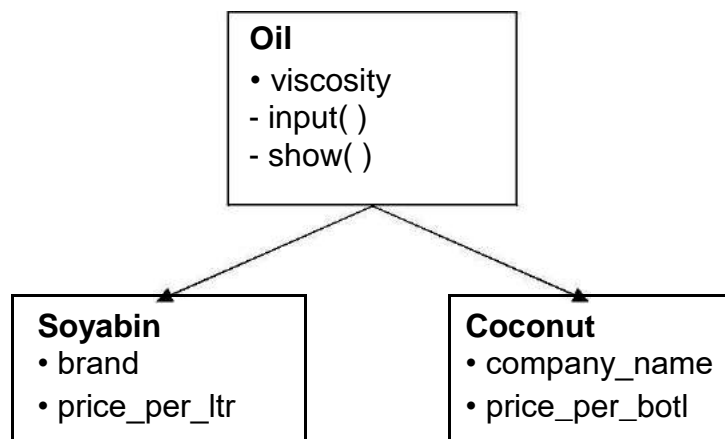 Oil
• viscosity
- input( )
- show( )
Soyabin
• brand
• price_per_ltr
Coconut
• company_name
• price_per_botl